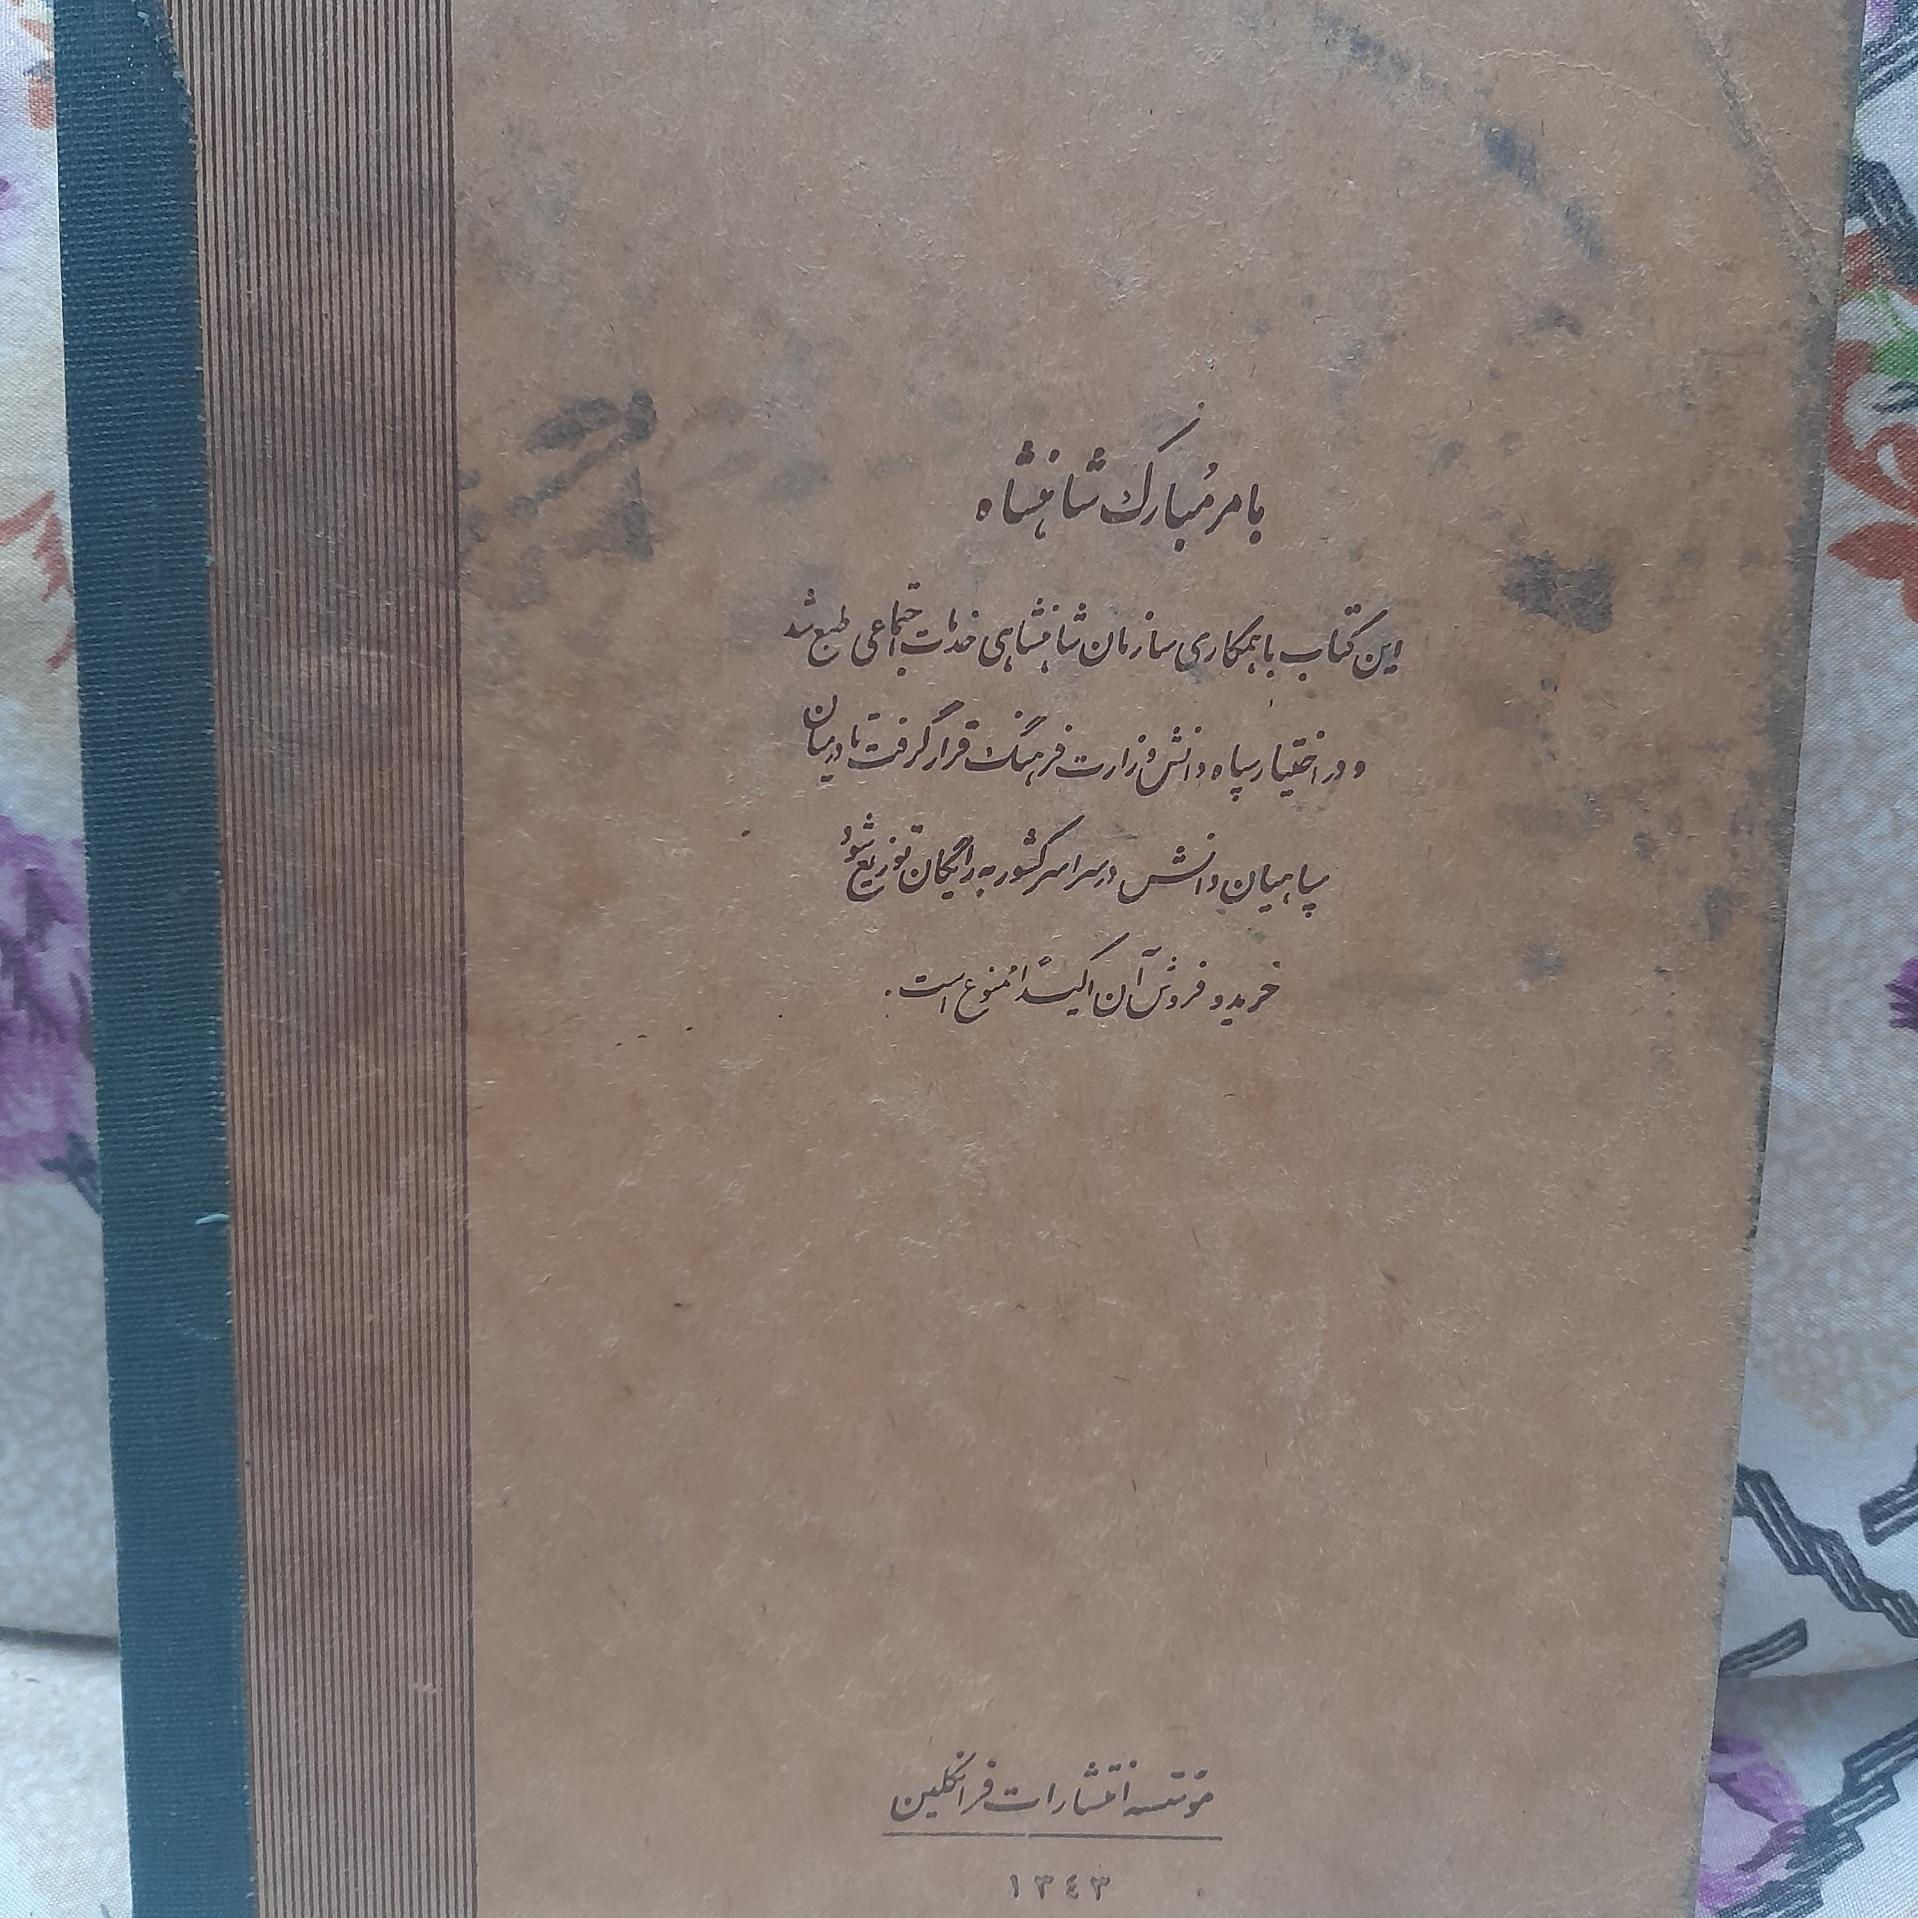 بامر مُبارک شاهنشاه
این کتاب با همکاری سازمان شاهنشاهی خدمات اجتماعی طبع شد
و در اختیار سپاه دانش وزارت فرهنگ قرار گرفت تا در میان
سپاهیان دانش در سراسر کشور به رایگان توزیع شود
خرید و فروش آن اکیداً ممنوع است.
مؤسسه انتشارات فرانکلین
۱۳٤۳